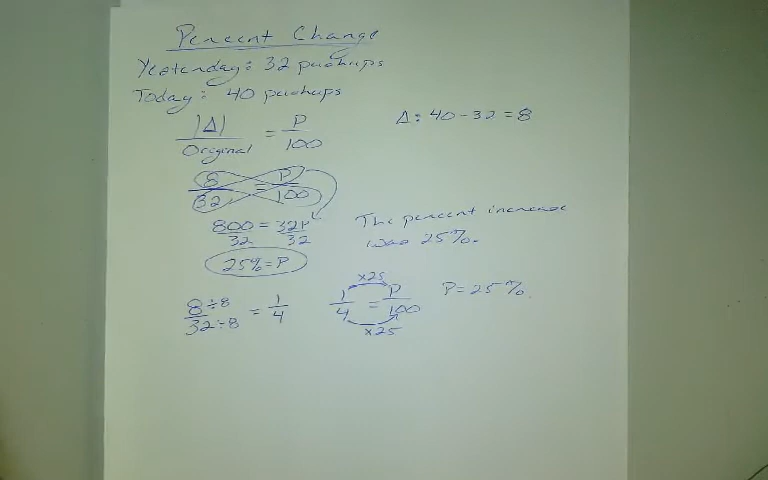 Percent Change
Yesterday: 32 pushups
Today: 40 pushups
|Δ| / Original = P / 100
Δ: 40 - 32 = 8
8 / 32 = P / 100
800 / 32 = 32P / 32
25% = P
The percent increase
was 25%.
8 ÷8 / 32 ÷8 = 1 / 4
×25
1 / 4 = P / 100
×25
P = 25%.